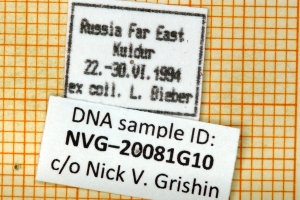 Russia Far East
Kuldur
22.-30.VI.1994
ex coll. L. Bieber
DNA sample ID:
NVG–20081G10
c/o Nick V. Grishin